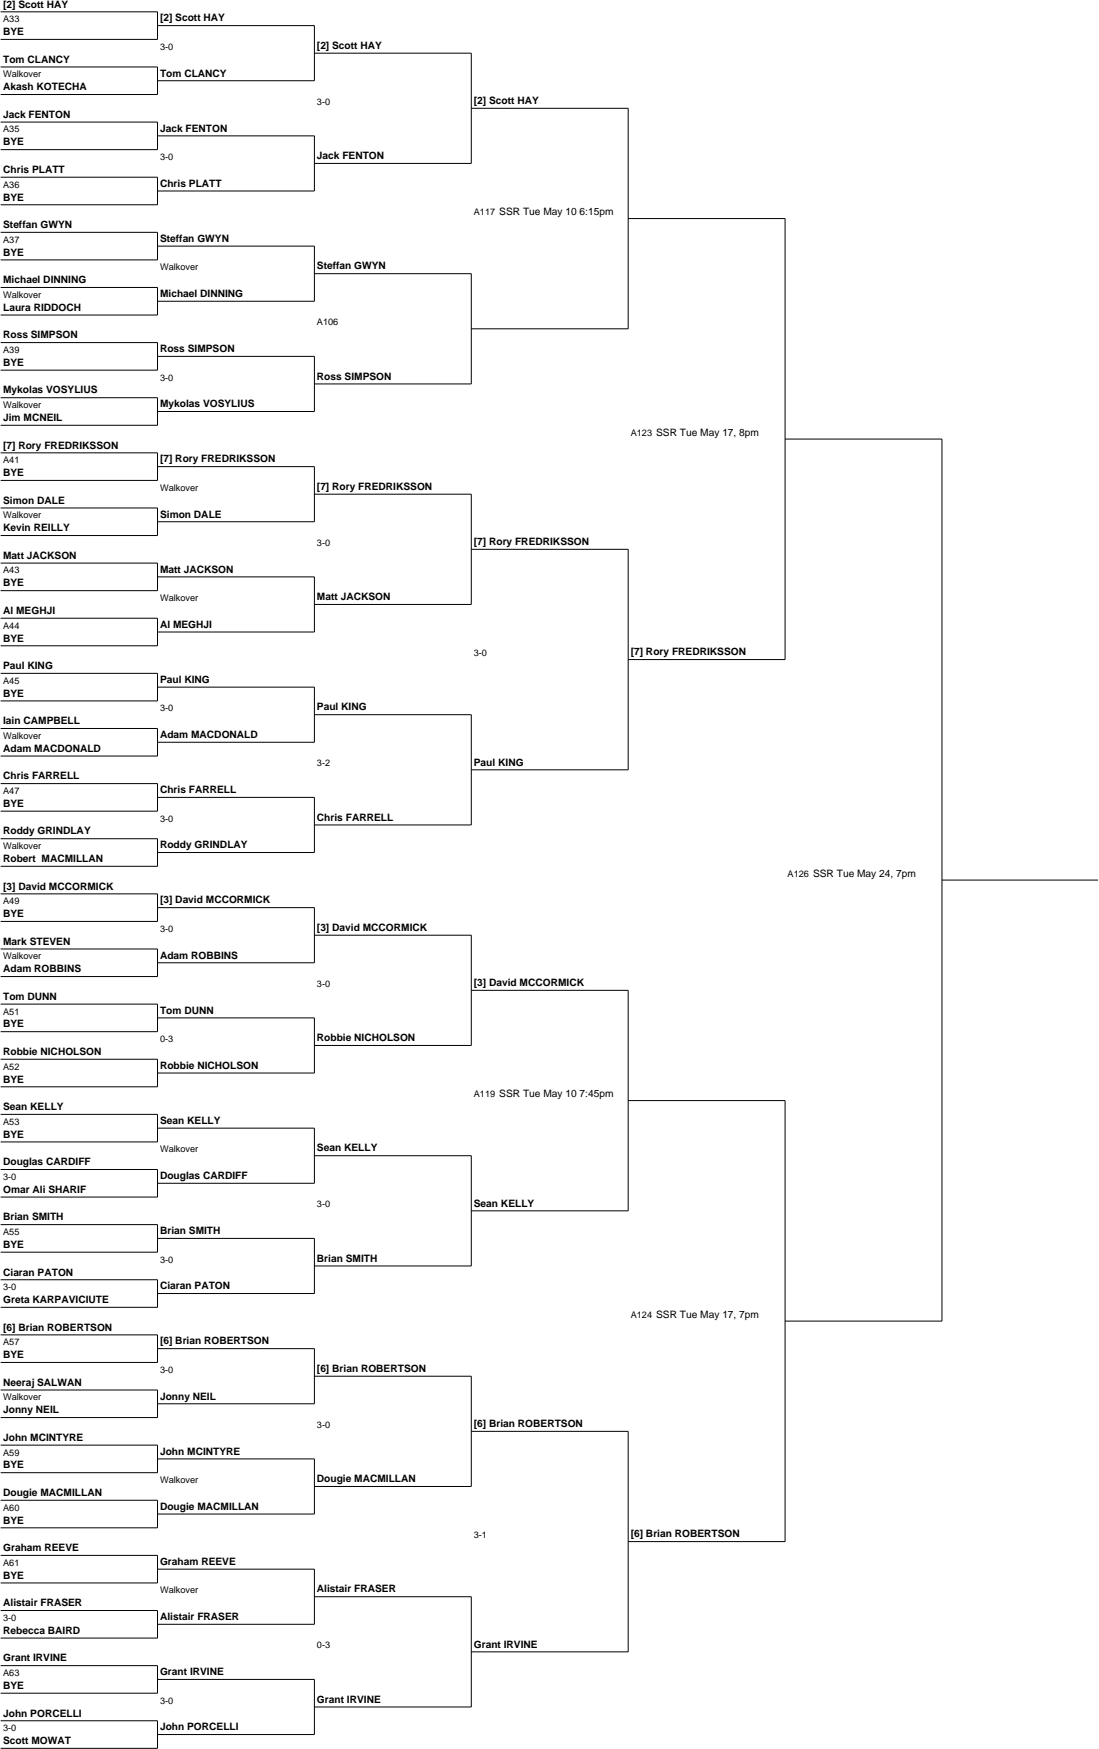 [2] Scott HAY
A33
BYE
[2] Scott HAY
3-0
Tom CLANCY
Walkover
Akash KOTECHA
Tom CLANCY
[2] Scott HAY
3-0
Jack FENTON
A35
BYE
Jack FENTON
3-0
Chris PLATT
A36
BYE
Chris PLATT
Jack FENTON
[2] Scott HAY
A117 SSR Tue May 10 6:15pm
Steffan GWYN
A37
BYE
Steffan GWYN
Walkover
Michael DINNING
Walkover
Laura RIDDOCH
Michael DINNING
Steffan GWYN
A106
Ross SIMPSON
A39
BYE
Ross SIMPSON
3-0
Mykolas VOSYLIUS
Walkover
Jim MCNEIL
Mykolas VOSYLIUS
Ross SIMPSON
A123 SSR Tue May 17, 8pm
[7] Rory FREDRIKSSON
A41
BYE
[7] Rory FREDRIKSSON
Walkover
Simon DALE
Walkover
Kevin REILLY
Simon DALE
[7] Rory FREDRIKSSON
3-0
Matt JACKSON
A43
BYE
Matt JACKSON
Walkover
Al MEGHJI
A44
BYE
Al MEGHJI
Matt JACKSON
[7] Rory FREDRIKSSON
3-0
[7] Rory FREDRIKSSON
Paul KING
A45
BYE
Paul KING
3-0
Iain CAMPBELL
Walkover
Adam MACDONALD
Adam MACDONALD
Paul KING
3-2
Paul KING
Chris FARRELL
A47
BYE
Chris FARRELL
3-0
Roddy GRINDLAY
Walkover
Robert  MACMILLAN
Roddy GRINDLAY
Chris FARRELL
A126 SSR Tue May 24, 7pm
[3] David MCCORMICK
A49
BYE
[3] David MCCORMICK
3-0
Mark STEVEN
Walkover
Adam ROBBINS
Adam ROBBINS
[3] David MCCORMICK
3-0
[3] David MCCORMICK
Tom DUNN
A51
BYE
Tom DUNN
0-3
Robbie NICHOLSON
A52
BYE
Robbie NICHOLSON
Robbie NICHOLSON
A119 SSR Tue May 10 7:45pm
Sean KELLY
A53
BYE
Sean KELLY
Walkover
Douglas CARDIFF
3-0
Omar Ali SHARIF
Douglas CARDIFF
Sean KELLY
3-0
Sean KELLY
Brian SMITH
A55
BYE
Brian SMITH
3-0
Ciaran PATON
3-0
Greta KARPAVICIUTE
Ciaran PATON
Brian SMITH
A124 SSR Tue May 17, 7pm
[6] Brian ROBERTSON
A57
BYE
[6] Brian ROBERTSON
3-0
Neeraj SALWAN
Walkover
Jonny NEIL
Jonny NEIL
[6] Brian ROBERTSON
3-0
[6] Brian ROBERTSON
John MCINTYRE
A59
BYE
John MCINTYRE
Walkover
Dougie MACMILLAN
A60
BYE
Dougie MACMILLAN
Dougie MACMILLAN
3-1
[6] Brian ROBERTSON
Graham REEVE
A61
BYE
Graham REEVE
Walkover
Alistair FRASER
3-0
Rebecca BAIRD
Alistair FRASER
Alistair FRASER
0-3
Grant IRVINE
Grant IRVINE
A63
BYE
Grant IRVINE
3-0
John PORCELLI
3-0
Scott MOWAT
John PORCELLI
Grant IRVINE